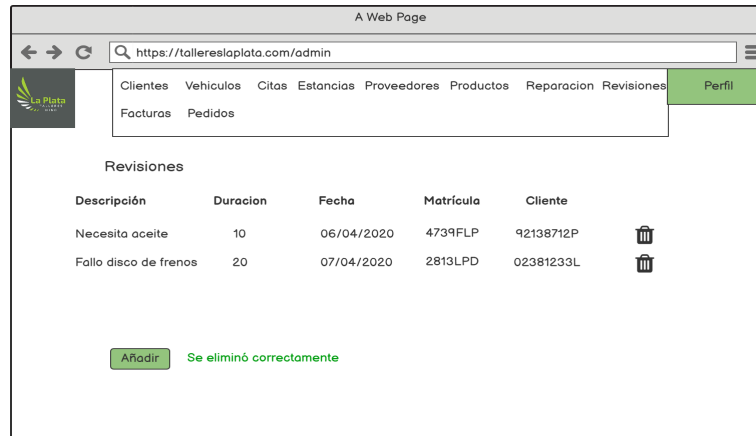 A Web Page
https://tallereslaplata.com/admin
La Plata
Clientes Vehiculos Citas Estancias Proveedores Productos Reparacion Revisiones Perfil
Facturas Pedidos
Revisiones
Descripción Duracion Fecha Matrícula Cliente
Necesita aceite 10 06/04/2020 4739FLP 92138712P
Fallo disco de frenos 20 07/04/2020 2813LPD 02381233L
Añadir Se eliminó correctamente